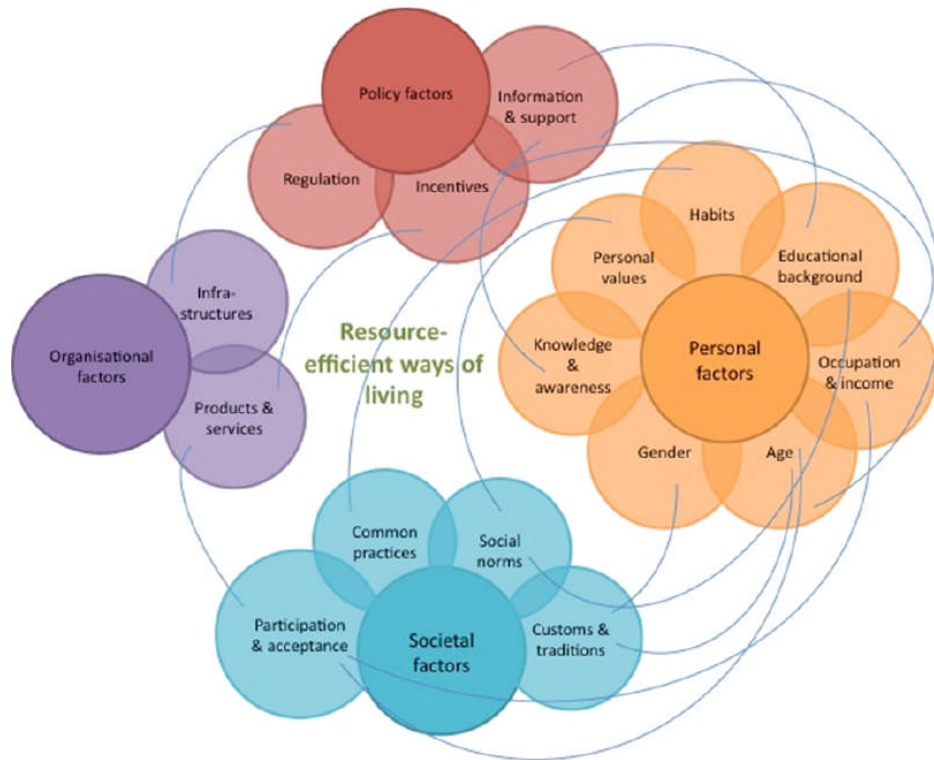 Policy factors
Information
& support
Regulation
Incentives
Habits
Personal
values
Educational
background
Infra-
structures
Organisational
factors
Products &
services
Resource-
efficient ways of
living
Knowledge
&
awareness
Personal
factors
Occupation
& income
Gender
Age
Common
practices
Social
norms
Participation
& acceptance
Societal
factors
Customs &
traditions